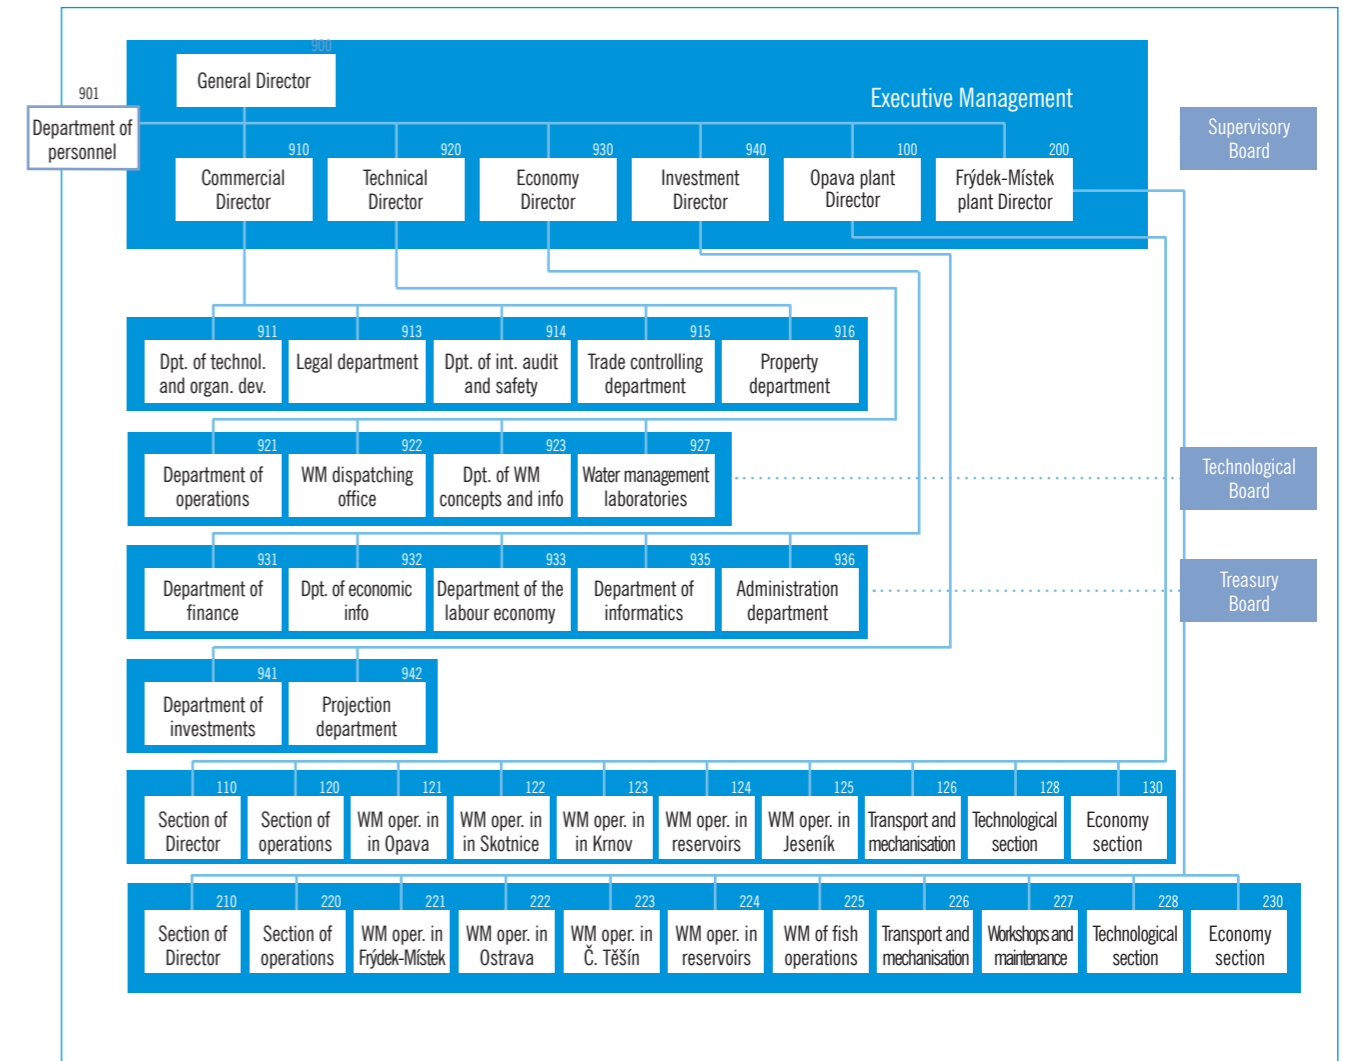 900
General Director
901
Executive Management
Department of
personnel
Supervisory
Board
910
920
930
940
100
200
Commercial
Director
Technical
Director
Economy
Director
Investment
Director
Opava plant
Director
Frýdek-Místek
plant Director
911
913
914
915
916
Dpt. of technol.
and organ. dev.
Legal department
Dpt. of int. audit
and safety
Trade controlling
department
Property
department
921
922
923
927
Department of
operations
WM dispatching
office
Dpt. of WM
concepts and info
Water management
laboratories
Technological
Board
931
932
933
935
936
Department of
finance
Dpt. of economic
info
Department of the
labour economy
Department of
informatics
Administration
department
Treasury
Board
941
942
Department of
investments
Projection
department
110
120
121
122
123
124
125
126
128
130
Section of
Director
Section of
operations
WM oper. in
in Opava
WM oper. in
in Skotnice
WM oper. in
in Krnov
WM oper. in
reservoirs
WM oper. in
Jeseník
Transport and
mechanisation
Technological
section
Economy
section
210
220
221
222
223
224
225
226
227
228
230
Section of
Director
Section of
operations
WM oper. in
Frýdek-Místek
WM oper. in
Ostrava
WM oper. in
Č. Těšín
WM oper. in
reservoirs
WM of fish
operations
Transport and
mechanisation
Workshops and
maintenance
Technological
section
Economy
section